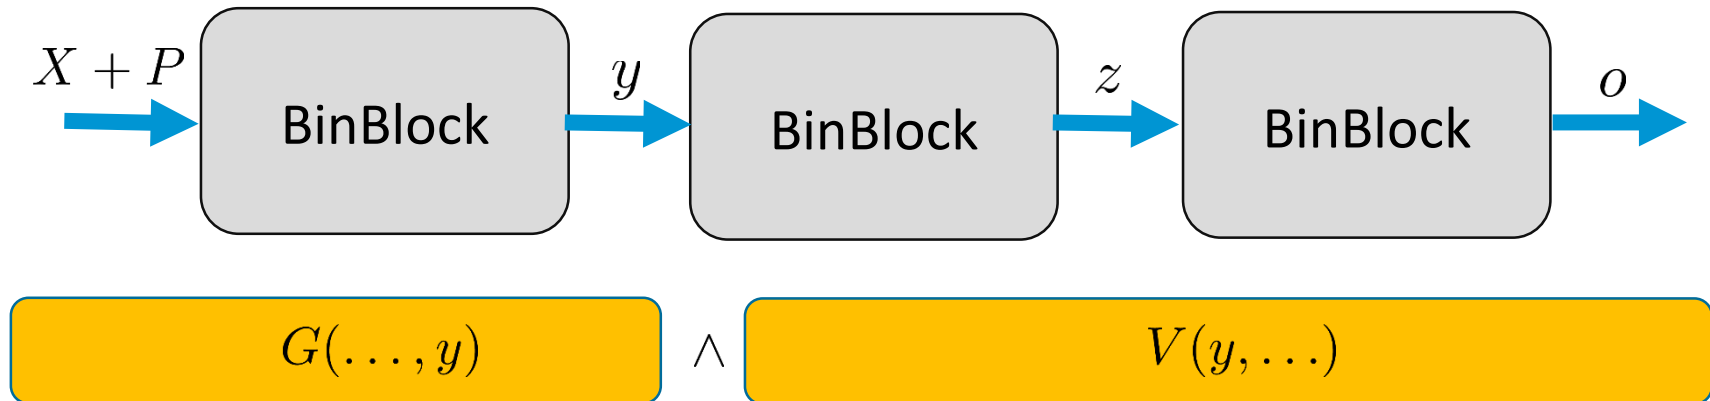 X + P
y
z
o
BinBlock
BinBlock
BinBlock
G(..., y)
∧
V(y, ...)